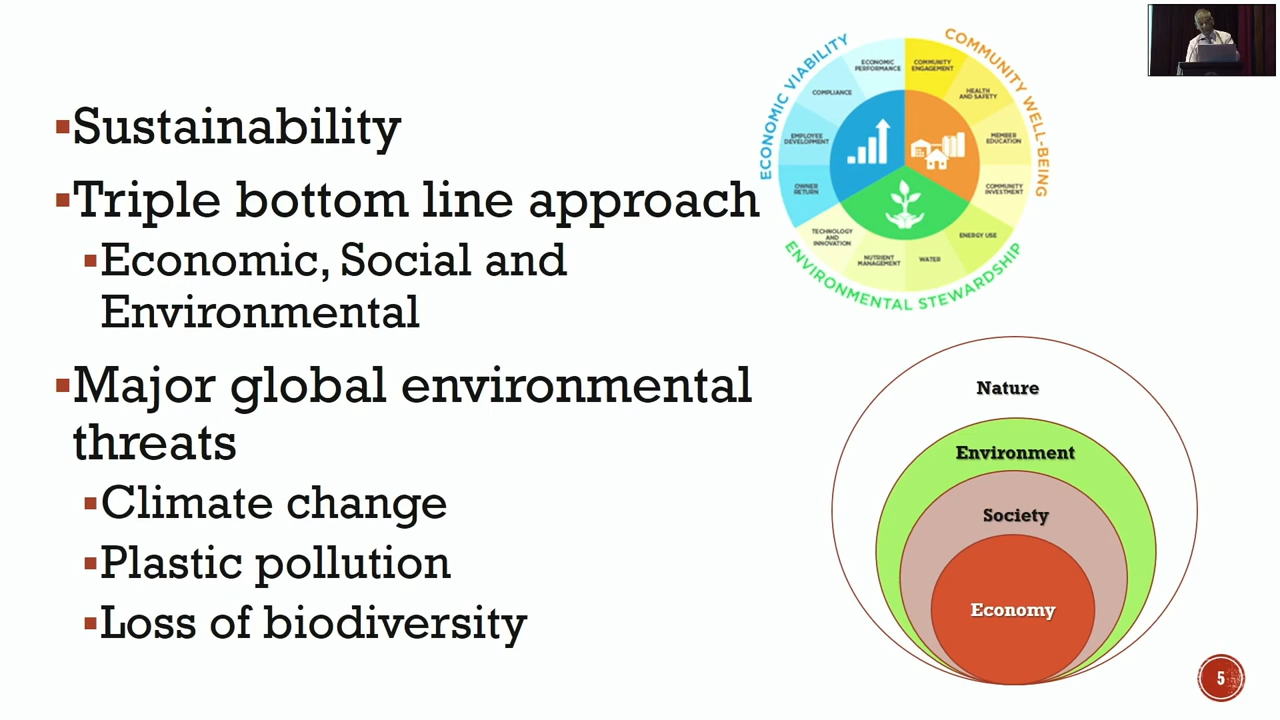 Sustainability
Triple bottom line approach
Economic, Social and
Environmental
Major global environmental
threats
Climate change
Plastic pollution
Loss of biodiversity
ECONOMIC VIABILITY
COMMUNITY WELL-BEING
ENVIRONMENTAL STEWARDSHIP
ECONOMIC
PERFORMANCE
COMPLIANCE
EMPLOYEE
DEVELOPMENT
OWNER
RETURN
COMMUNITY
ENGAGEMENT
HEALTH
AND SAFETY
MEMBER
EDUCATION
COMMUNITY
INVESTMENT
ENERGY USE
WATER
NUTRIENT
MANAGEMENT
TECHNOLOGY
AND
INNOVATION
Nature
Environment
Society
Economy
5